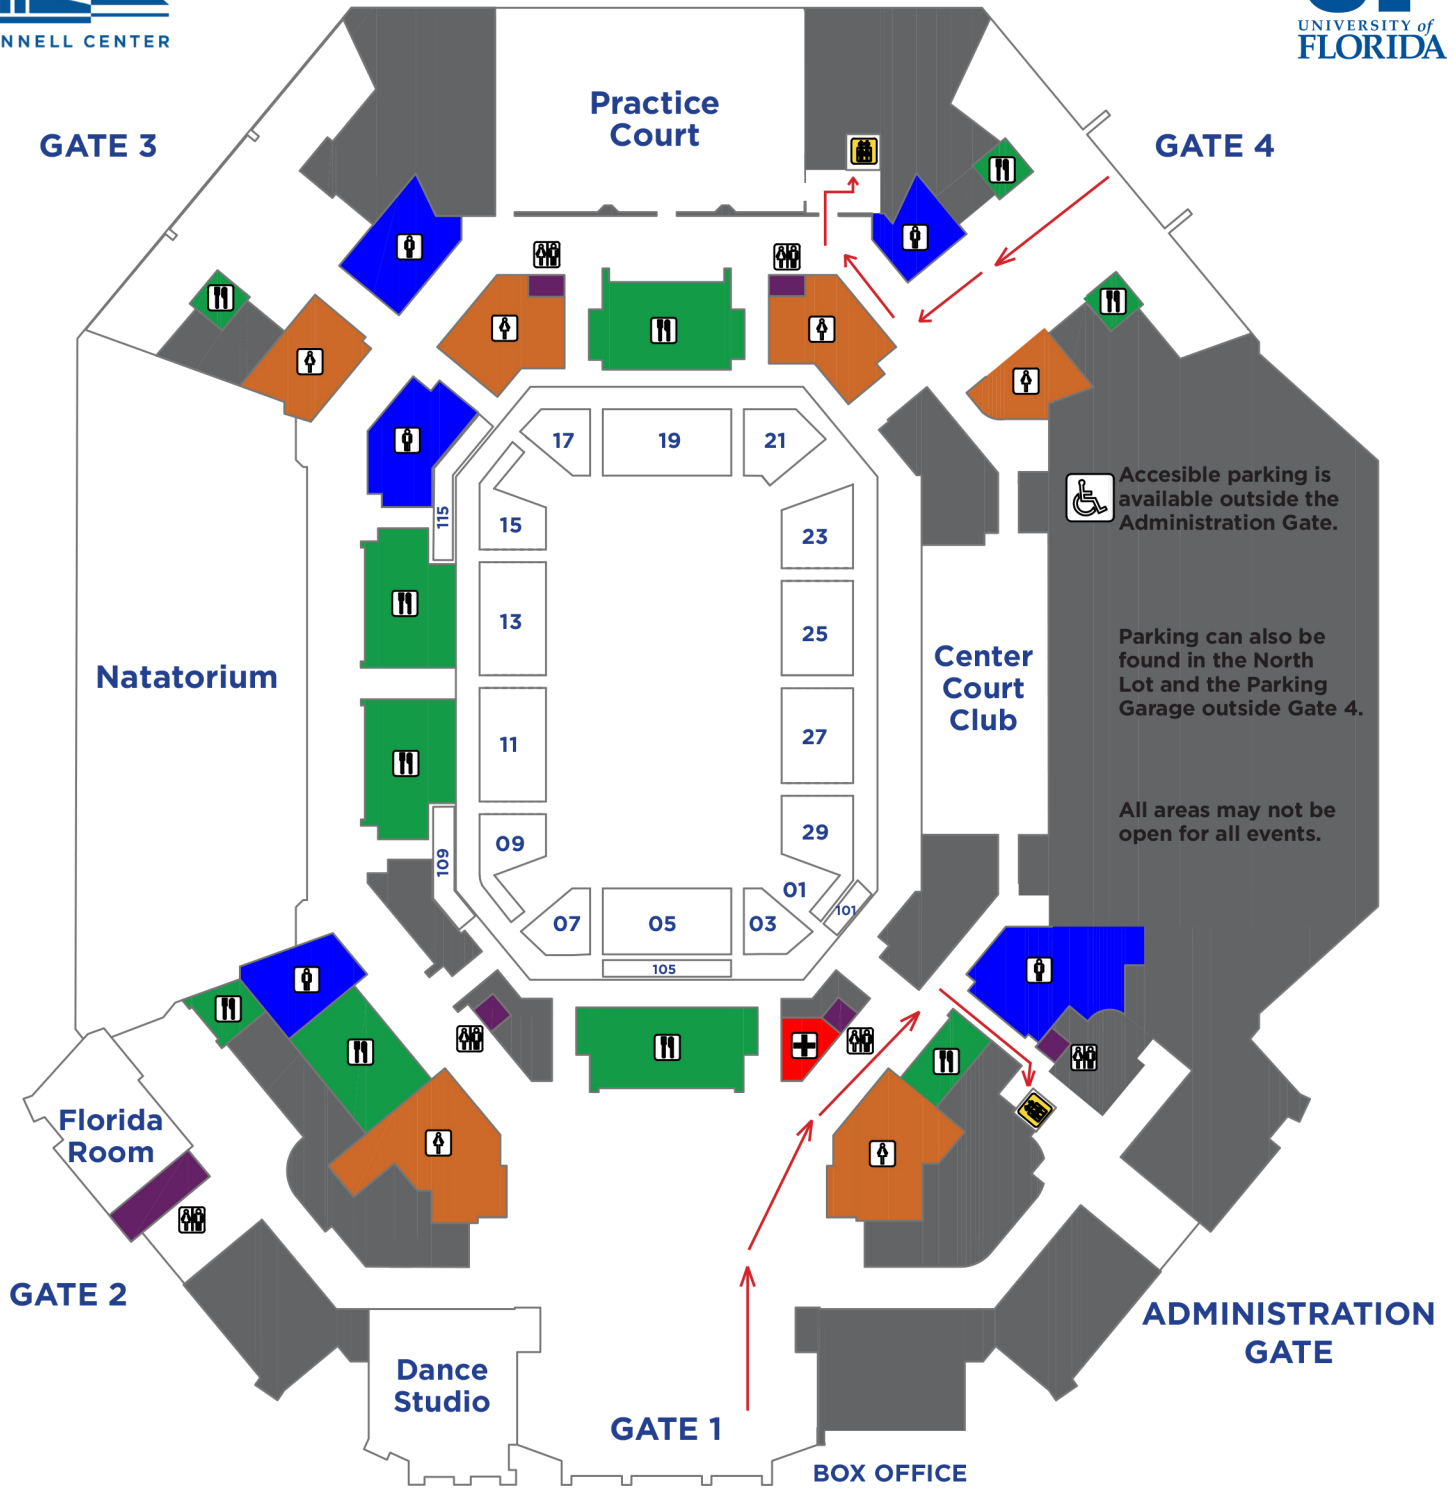 NNELL CENTER
UNIVERSITY of
FLORIDA
GATE 3
Practice
Court
GATE 4
17
19
21
15
115
23
13
25
11
27
09
29
109
01
101
07
05
03
105
Accesible parking is
available outside the
Administration Gate.
Parking can also be
found in the North
Lot and the Parking
Garage outside Gate 4.
All areas may not be
open for all events.
Natatorium
Center
Court
Club
Florida
Room
GATE 2
ADMINISTRATION
GATE
Dance
Studio
GATE 1
BOX OFFICE